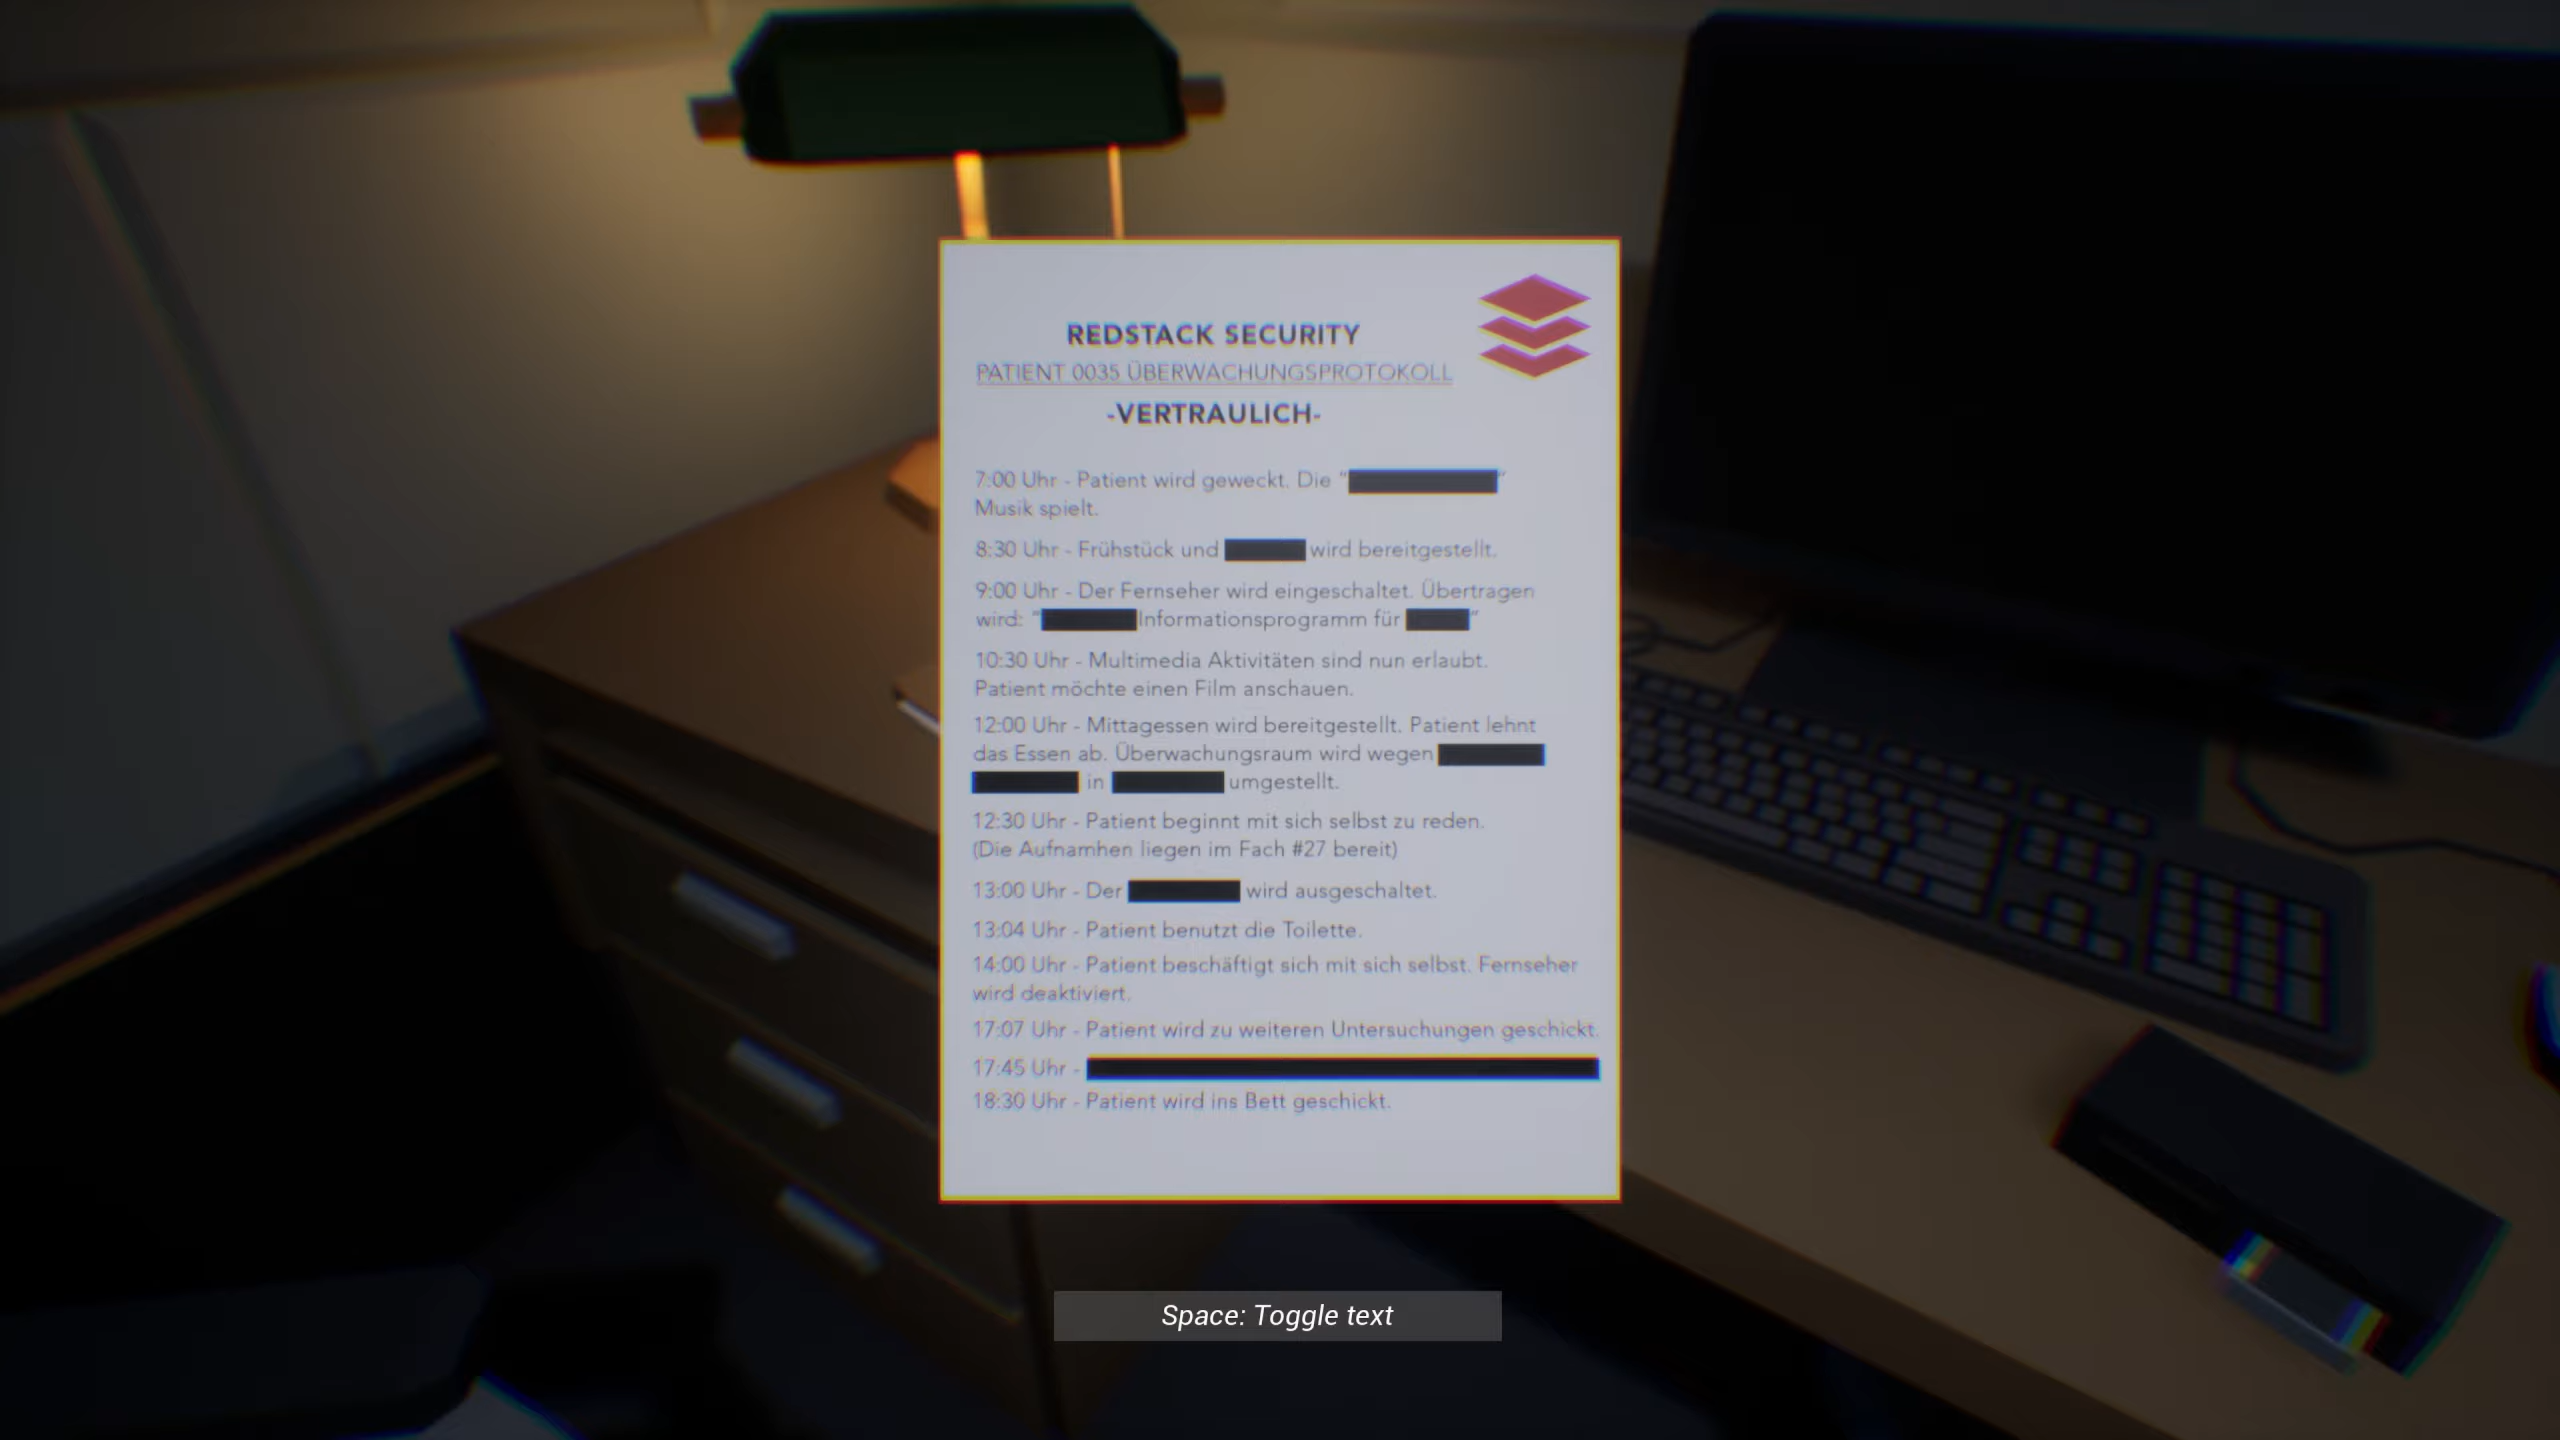 REDSTACK SECURITY
PATIENT 0035 ÜBERWACHUNGSPROTOKOLL
-VERTRAULICH-
7:00 Uhr - Patient wird geweckt. Die "          "
Musik spielt.
8:30 Uhr - Frühstück und           wird bereitgestellt.
9:00 Uhr - Der Fernseher wird eingeschaltet. Übertragen
wird: "          Informationsprogramm für           "
10:30 Uhr - Multimedia Aktivitäten sind nun erlaubt.
Patient möchte einen Film anschauen.
12:00 Uhr - Mittagessen wird bereitgestellt. Patient lehnt
das Essen ab. Überwachungsraum wird wegen
in           umgestellt.
12:30 Uhr - Patient beginnt mit sich selbst zu reden.
(Die Aufnamhen liegen im Fach #27 bereit)
13:00 Uhr - Der           wird ausgeschaltet.
13:04 Uhr - Patient benutzt die Toilette.
14:00 Uhr - Patient beschäftigt sich mit sich selbst. Fernseher
wird deaktiviert.
17:07 Uhr - Patient wird zu weiteren Untersuchungen geschickt.
17:45 Uhr -
18:30 Uhr - Patient wird ins Bett geschickt.
Space: Toggle text